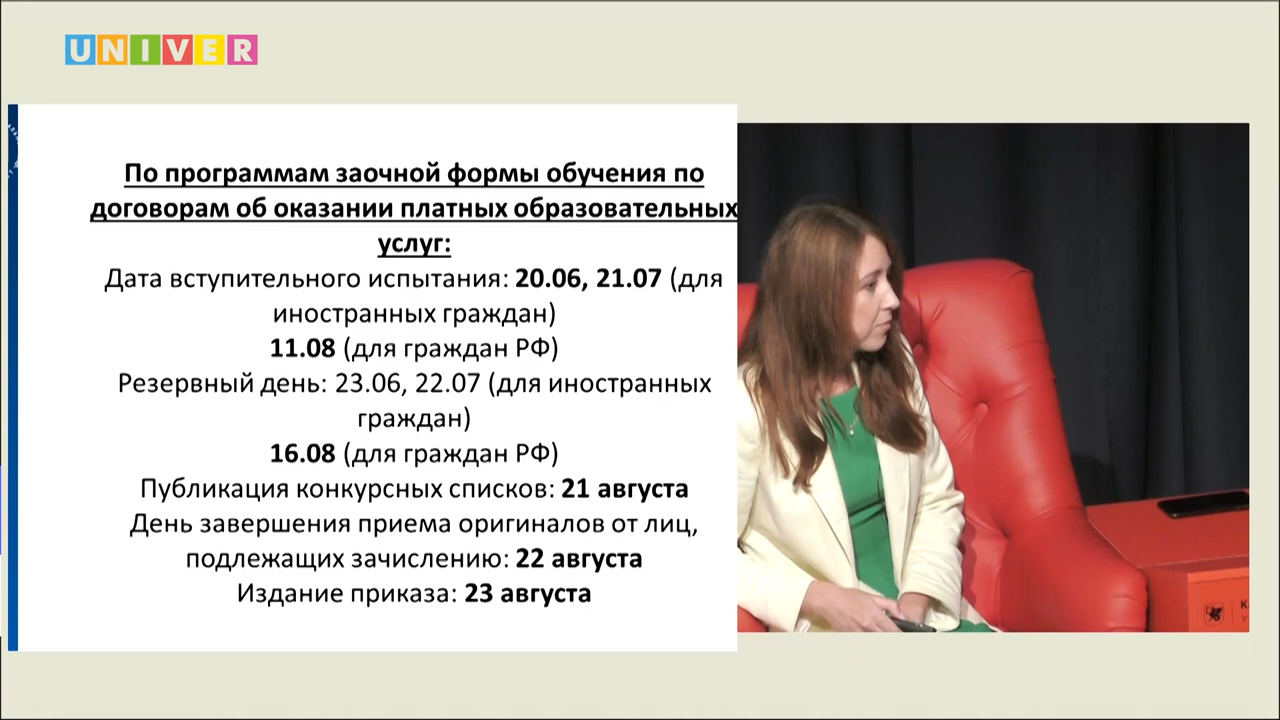 UNIVER
По программам заочной формы обучения по
договорам об оказании платных образовательных
услуг:
Дата вступительного испытания: 20.06, 21.07 (для
иностранных граждан)
11.08 (для граждан РФ)
Резервный день: 23.06, 22.07 (для иностранных
граждан)
16.08 (для граждан РФ)
Публикация конкурсных списков: 21 августа
День завершения приема оригиналов от лиц,
подлежащих зачислению: 22 августа
Издание приказа: 23 августа